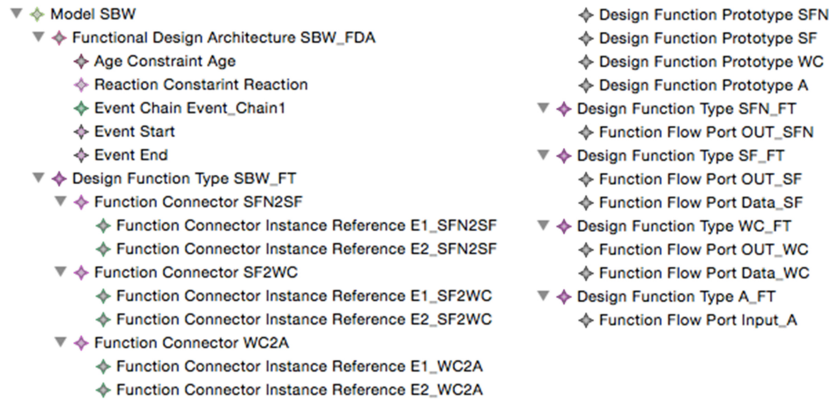 Model SBW
Functional Design Architecture SBW_FDA
Age Constraint Age
Reaction Constarint Reaction
Event Chain Event_Chain1
Event Start
Event End
Design Function Type SBW_FT
Function Connector SFN2SF
Function Connector Instance Reference E1_SFN2SF
Function Connector Instance Reference E2_SFN2SF
Function Connector SF2WC
Function Connector Instance Reference E1_SF2WC
Function Connector Instance Reference E2_SF2WC
Function Connector WC2A
Function Connector Instance Reference E1_WC2A
Function Connector Instance Reference E2_WC2A
Design Function Prototype SFN
Design Function Prototype SF
Design Function Prototype WC
Design Function Prototype A
Design Function Type SFN_FT
Function Flow Port OUT_SFN
Design Function Type SF_FT
Function Flow Port OUT_SF
Function Flow Port Data_SF
Design Function Type WC_FT
Function Flow Port OUT_WC
Function Flow Port Data_WC
Design Function Type A_FT
Function Flow Port Input_A